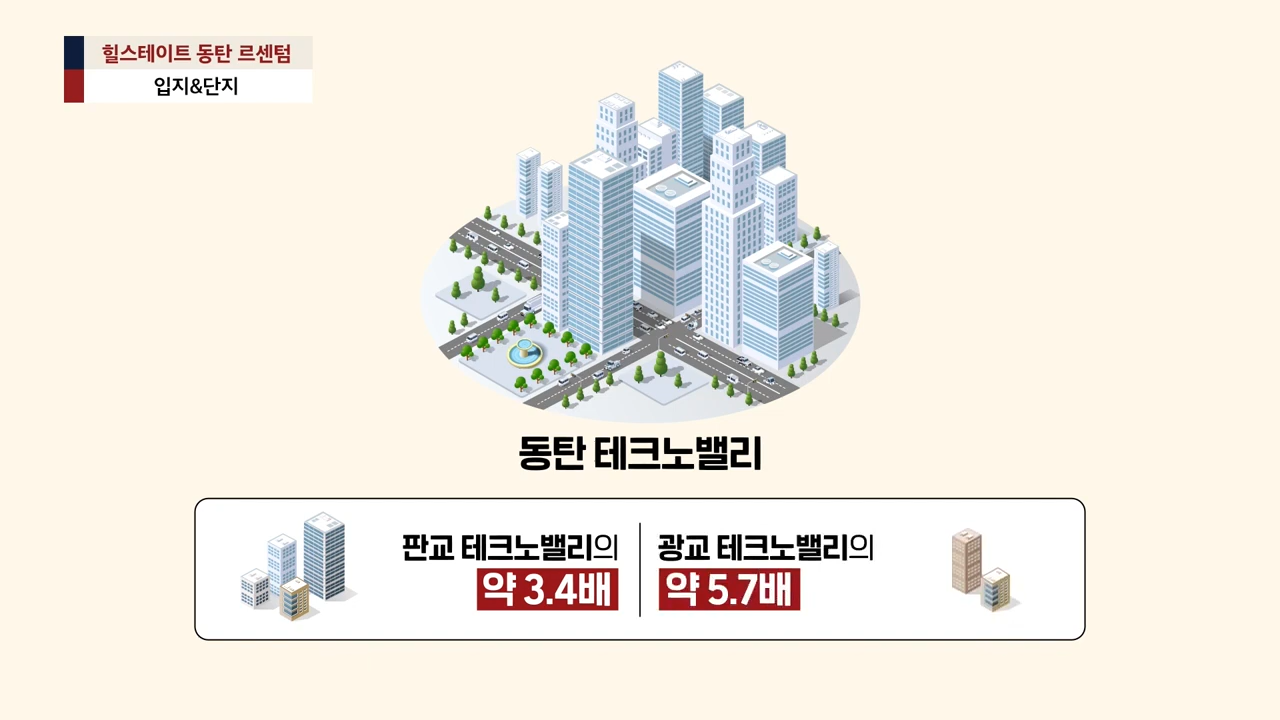 힐스테이트 동탄 르센텀
입지&단지
동탄 테크노밸리
판교 테크노밸리의
약 3.4배
광교 테크노밸리의
약 5.7배